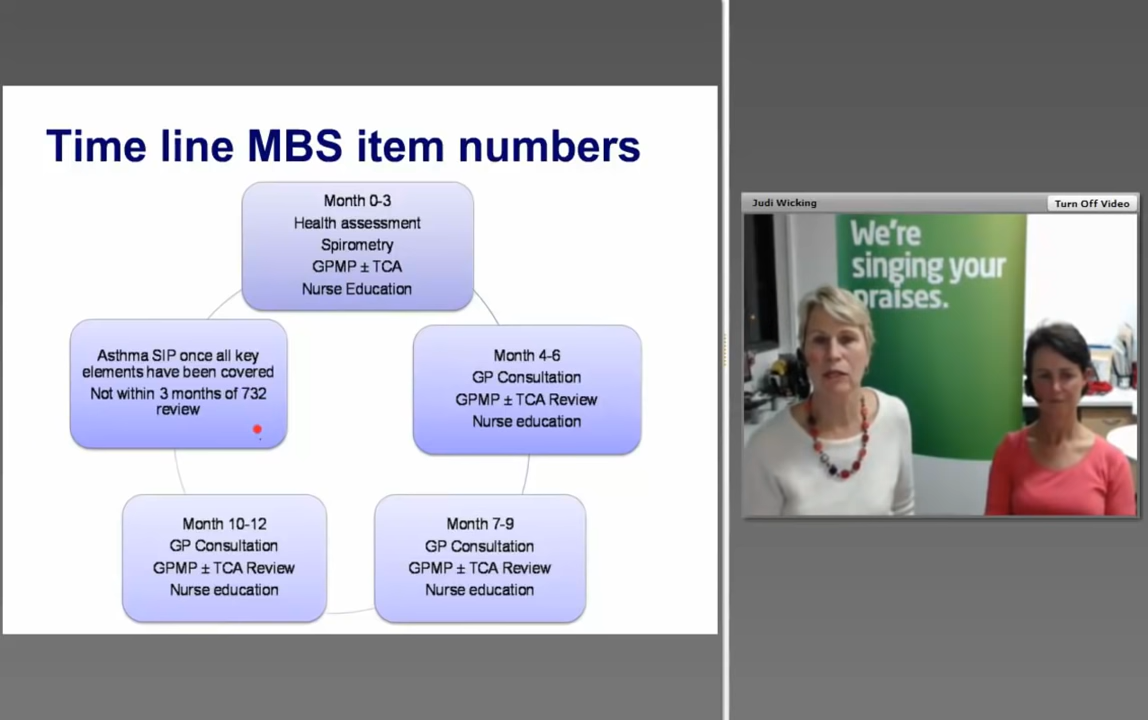 Time line MBS item numbers
Month 0-3
Health assessment
Spirometry
GPMP ± TCA
Nurse Education
Asthma SIP once all key
elements have been covered
Not within 3 months of 732
review
Month 4-6
GP Consultation
GPMP ± TCA Review
Nurse education
Month 10-12
GP Consultation
GPMP ± TCA Review
Nurse education
Month 7-9
GP Consultation
GPMP ± TCA Review
Nurse education
Judi Wicking
Turn Off Video
We're
singing your
praises.